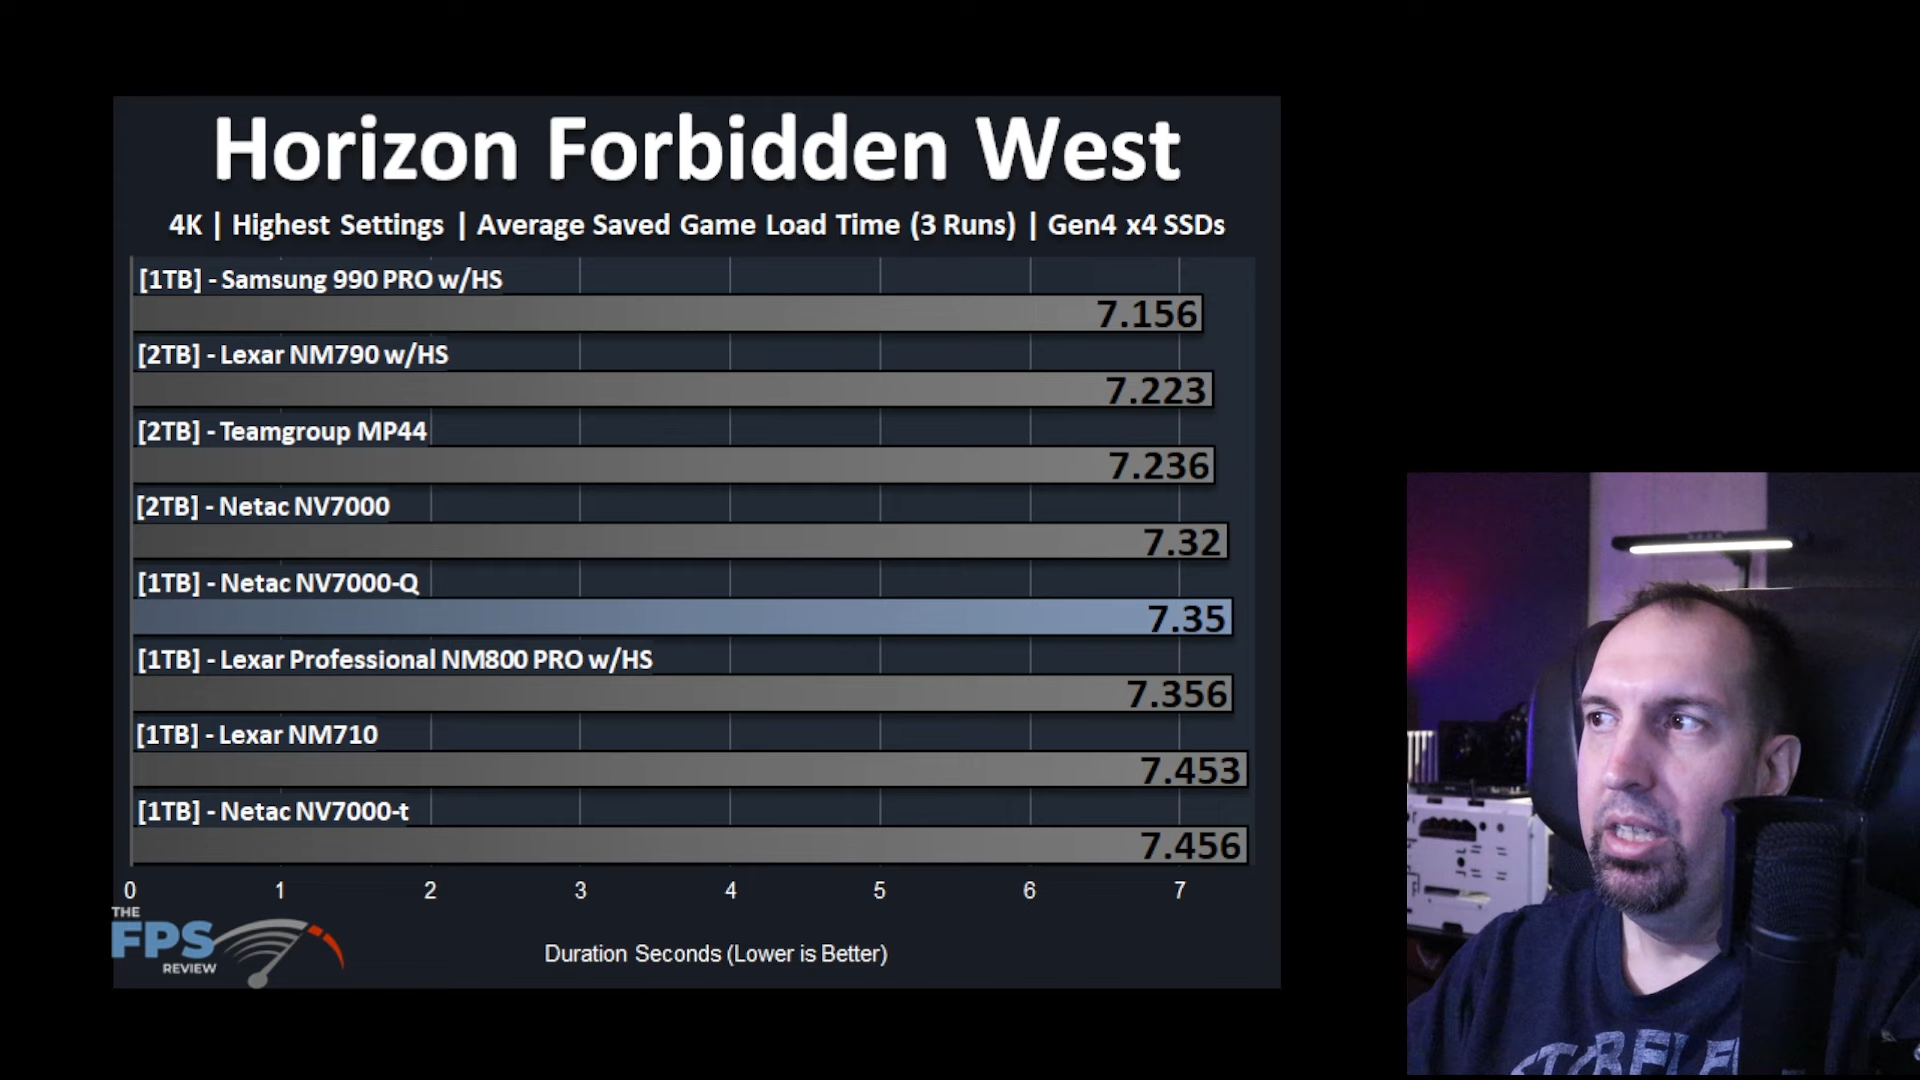 Horizon Forbidden West
4K | Highest Settings | Average Saved Game Load Time (3 Runs) | Gen4 x4 SSDs
[1TB] - Samsung 990 PRO w/HS
7.156
[2TB] - Lexar NM790 w/HS
7.223
[2TB] - Teamgroup MP44
7.236
[2TB] - Netac NV7000
7.32
[1TB] - Netac NV7000-Q
7.35
[1TB] - Lexar Professional NM800 PRO w/HS
7.356
[1TB] - Lexar NM710
7.453
[1TB] - Netac NV7000-t
7.456
0 1 2 3 4 5 6 7
THE
FPS
REVIEW
Duration Seconds (Lower is Better)